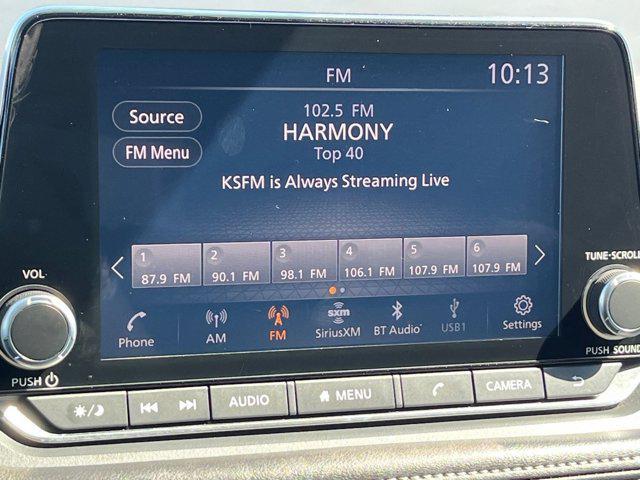 FM
10:13
Source
102.5 FM
HARMONY
FM Menu
Top 40
KSFM is Always Streaming Live
1 2 3 4 5 6
87.9 FM 90.1 FM 98.1 FM 106.1 FM 107.9 FM 107.9 FM
VOL
TUNE·SCROLL
Phone AM FM sxm SiriusXM BT Audio USB1 Settings
PUSH
PUSH SOUND
AUDIO MENU CAMERA